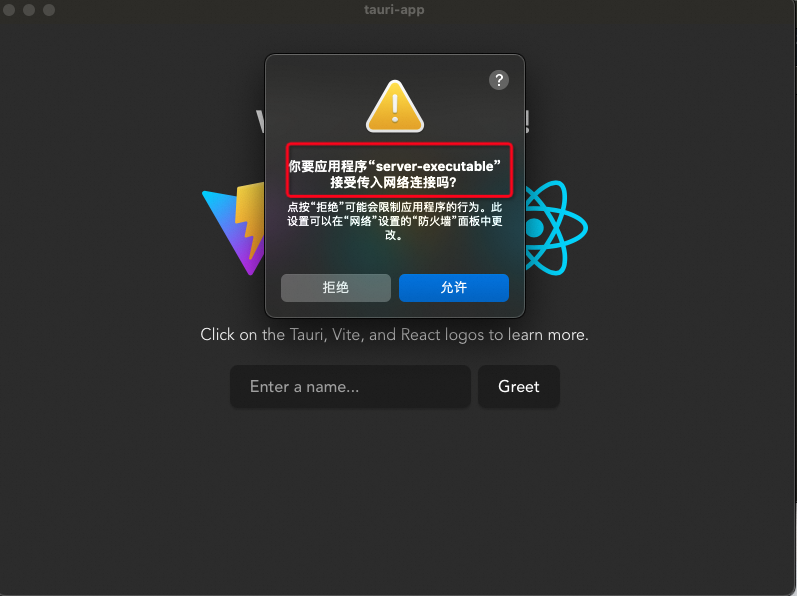 tauri-app
?
!
你要应用程序“server-executable”
接受传入网络连接吗？
点按“拒绝”可能会限制应用程序的行为。此
设置可以在“网络”设置的“防火墙”面板中更
改。
拒绝
允许
Click on the Tauri, Vite, and React logos to learn more.
Enter a name...
Greet